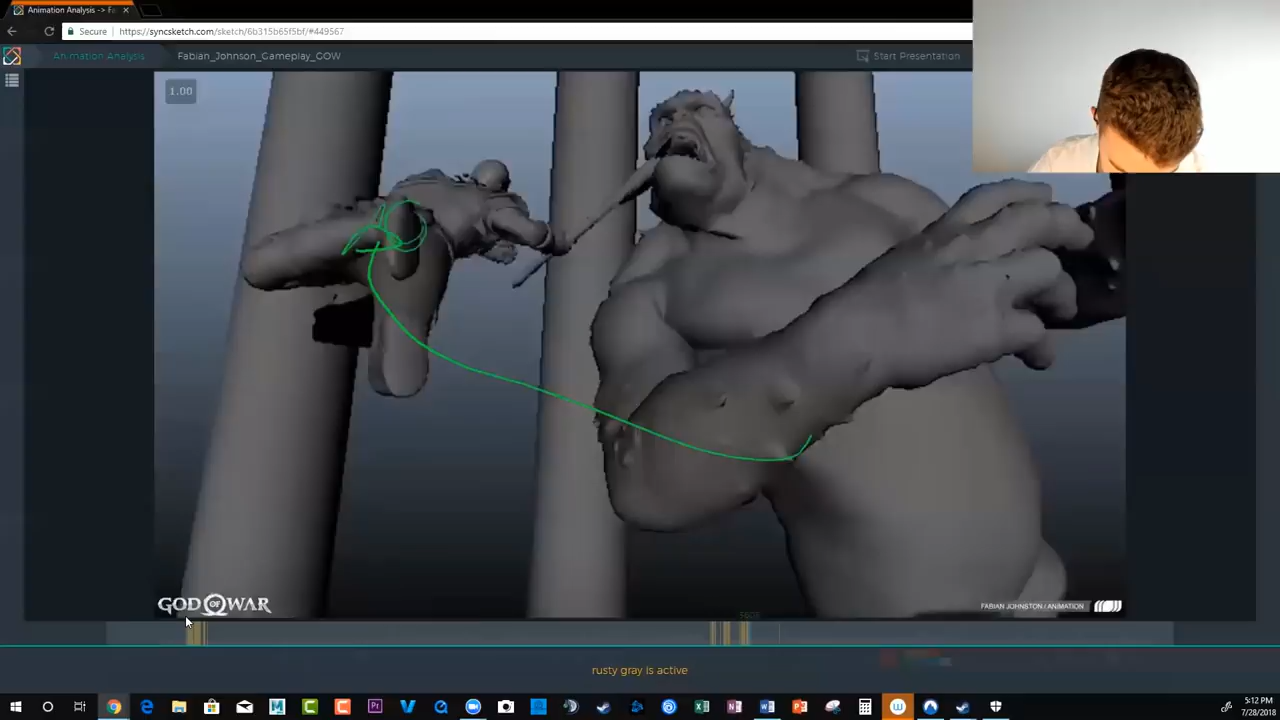 Animation Analysis -> Fa
Secure
https://syncsketch.com/sketch/6b315b65f5bf/#449567
Animation Analysis
Fabian_Johnson_Gameplay_GOW
Start Presentation
1.00
GOD OF WAR
FABIAN JOHNSTON / ANIMATION
rusty gray is active
5:12 PM
7/28/2018